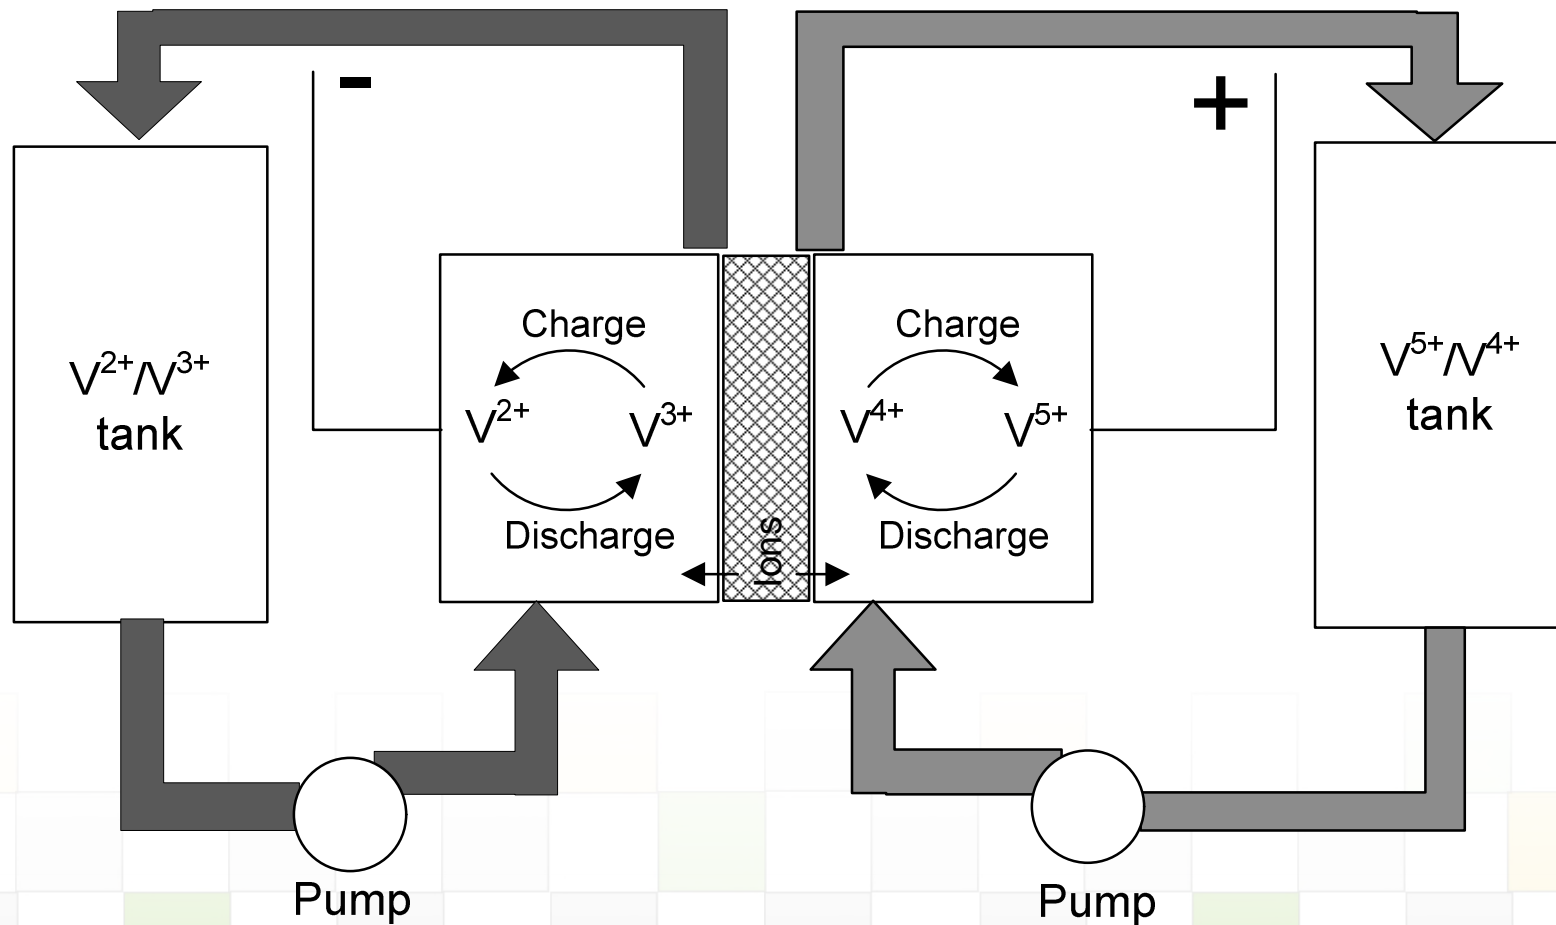 -
+
V²⁺/V³⁺
tank
Charge
V²⁺ V³⁺
Discharge
Ions
Charge
V⁴⁺ V⁵⁺
Discharge
V⁵⁺/V⁴⁺
tank
Pump
Pump